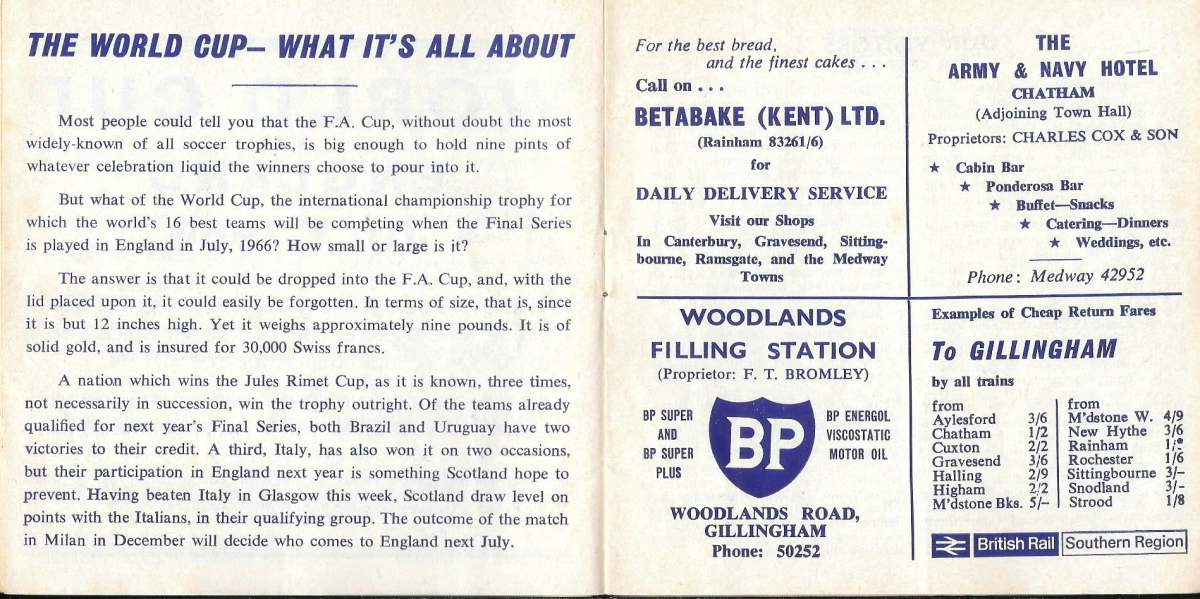 THE WORLD CUP— WHAT IT'S ALL ABOUT
Most people could tell you that the F.A. Cup, without doubt the most
widely-known of all soccer trophies, is big enough to hold nine pints of
whatever celebration liquid the winners choose to pour into it.
But what of the World Cup, the international championship trophy for
which the world's 16 best teams will be competing when the Final Series
is played in England in July, 1966? How small or large is it?
The answer is that it could be dropped into the F.A. Cup, and, with the
lid placed upon it, it could easily be forgotten. In terms of size, that is, since
it is but 12 inches high. Yet it weighs approximately nine pounds. It is of
solid gold, and is insured for 30,000 Swiss francs.
A nation which wins the Jules Rimet Cup, as it is known, three times,
not necessarily in succession, win the trophy outright. Of the teams already
qualified for next year's Final Series, both Brazil and Uruguay have two
victories to their credit. A third, Italy, has also won it on two occasions,
but their participation in England next year is something Scotland hope to
prevent. Having beaten Italy in Glasgow this week, Scotland draw level on
points with the Italians, in their qualifying group. The outcome of the match
in Milan in December will decide who comes to England next July.
For the best bread,
and the finest cakes . . .
Call on . . .
BETABAKE (KENT) LTD.
(Rainham 83261/6)
for
DAILY DELIVERY SERVICE
Visit our Shops
In Canterbury, Gravesend, Sitting-
bourne, Ramsgate, and the Medway
Towns
THE
ARMY & NAVY HOTEL
CHATHAM
(Adjoining Town Hall)
Proprietors: CHARLES COX & SON
★ Cabin Bar
★ Ponderosa Bar
★ Buffet—Snacks
★ Catering—Dinners
★ Weddings, etc.
Phone: Medway 42952
WOODLANDS
FILLING STATION
(Proprietor: F. T. BROMLEY)
BP SUPER
AND
BP SUPER
PLUS
BP
BP ENERGOL
VISCOSTATIC
MOTOR OIL
WOODLANDS ROAD,
GILLINGHAM
Phone: 50252
Examples of Cheap Return Fares
To GILLINGHAM
by all trains
from
Aylesford 3/6
Chatham 1/2
Cuxton 2/2
Gravesend 3/6
Halling 2/9
Higham 2/2
M'dstone Bks. 5/-
from
M'dstone W. 4/9
New Hythe 3/6
Rainham
Rochester 1/6
Sittingbourne 3/-
Snodland 3/-
Strood 1/8
British Rail Southern Region